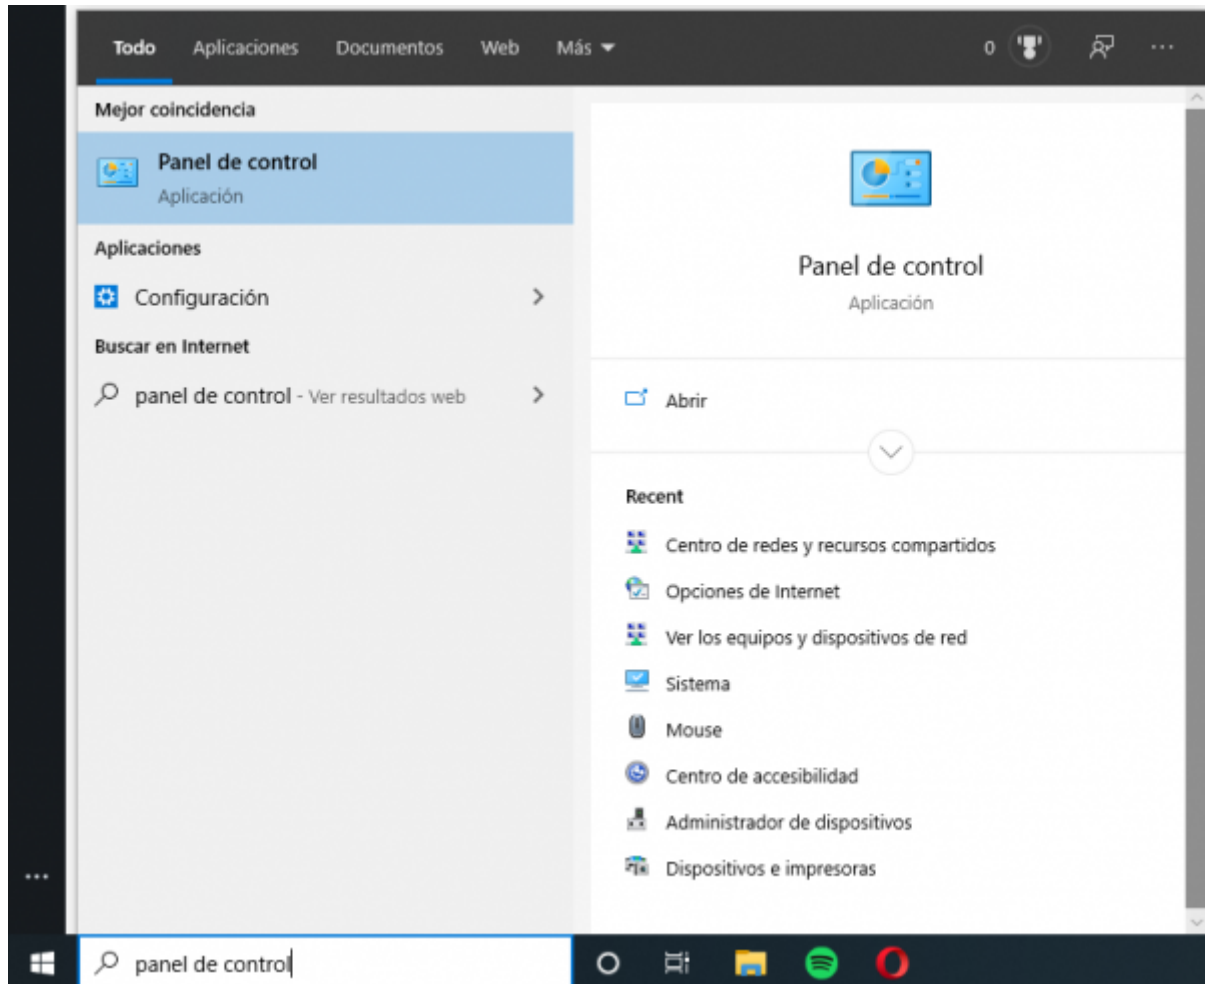 Todo Aplicaciones Documentos Web Más 0 ...
Mejor coincidencia
Panel de control
Aplicación
Aplicaciones
Configuración
Buscar en Internet
panel de control - Ver resultados web
Panel de control
Aplicación
Abrir
Recent
Centro de redes y recursos compartidos
Opciones de Internet
Ver los equipos y dispositivos de red
Sistema
Mouse
Centro de accesibilidad
Administrador de dispositivos
Dispositivos e impresoras
...
panel de control